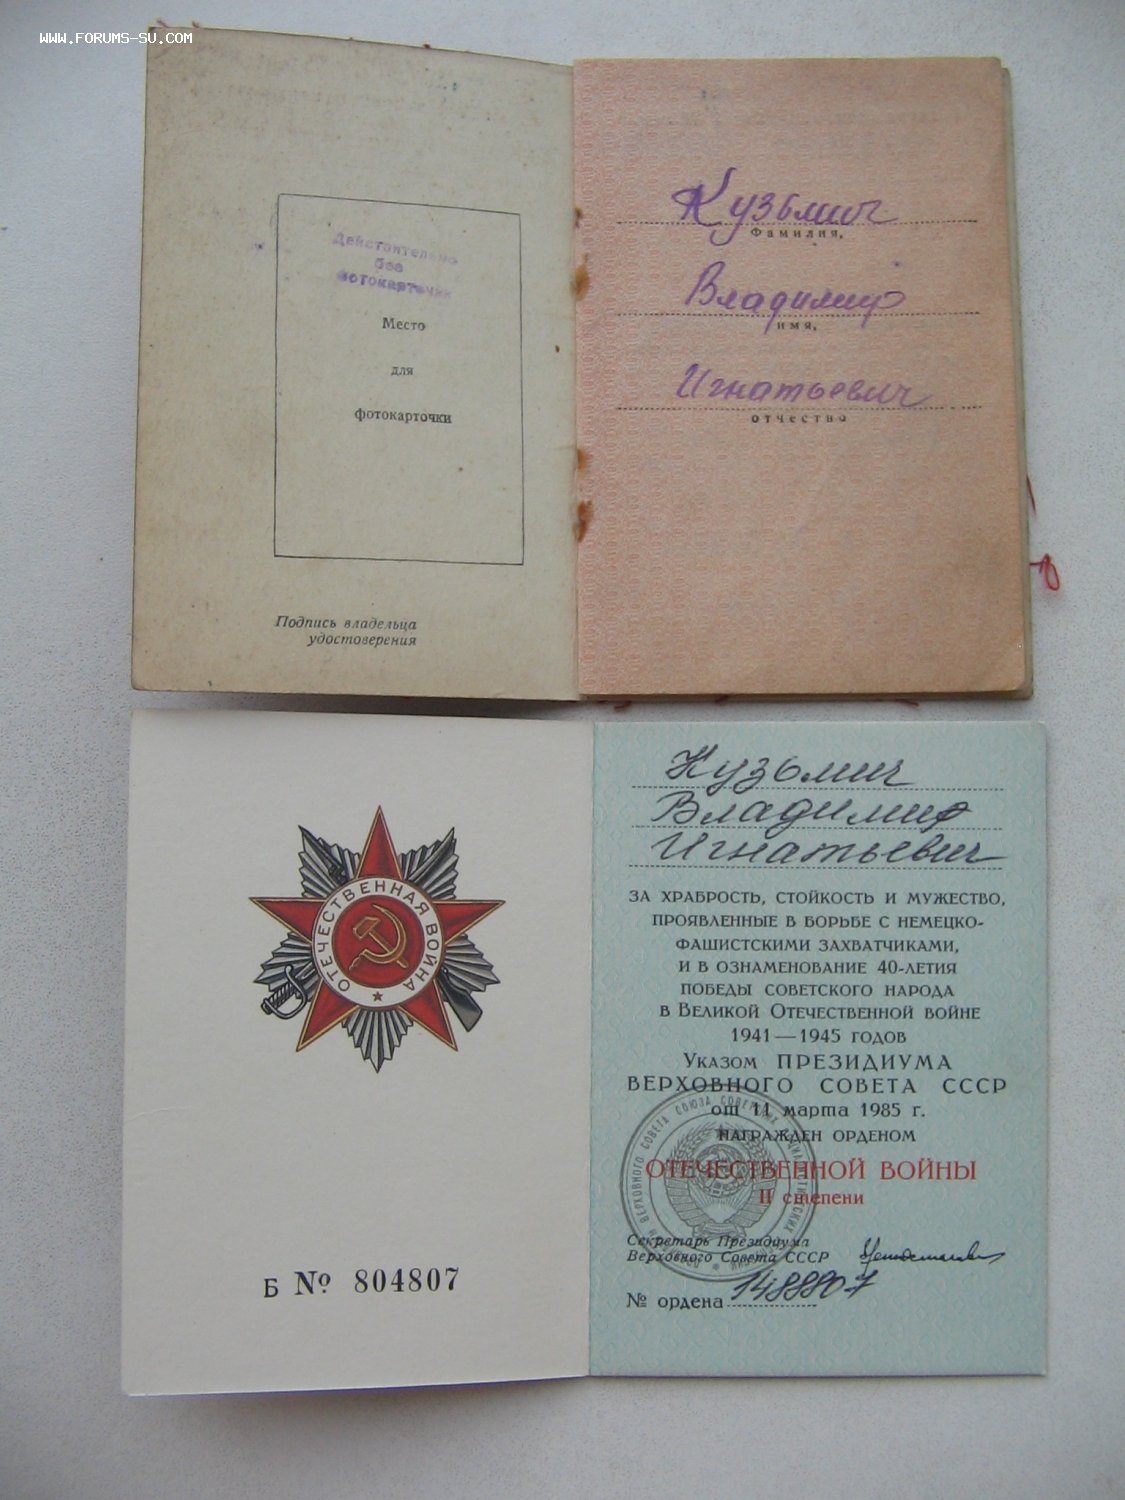 WWW.FORUMS-SU.COM
Действительно
без
фотокарточки
Место
для
фотокарточки
Подпись владельца
удостоверения
Кузьмич
Фамилия,
Владимир
имя,
Игнатьевич
отчество
ОТЕЧЕСТВЕННАЯ ВОЙНА
Б № 804807
Кузьмич
Владимир
Игнатьевич
ЗА ХРАБРОСТЬ, СТОЙКОСТЬ И МУЖЕСТВО,
ПРОЯВЛЕННЫЕ В БОРЬБЕ С НЕМЕЦКО-
ФАШИСТСКИМИ ЗАХВАТЧИКАМИ,
И В ОЗНАМЕНОВАНИЕ 40-ЛЕТИЯ
ПОБЕДЫ СОВЕТСКОГО НАРОДА
В ВЕЛИКОЙ ОТЕЧЕСТВЕННОЙ ВОЙНЕ
1941—1945 ГОДОВ
УКАЗОМ ПРЕЗИДИУМА
ВЕРХОВНОГО СОВЕТА СССР
от 11 марта 1985 г.
НАГРАЖДЕН ОРДЕНОМ
ОТЕЧЕСТВЕННОЙ ВОЙНЫ
II степени
Секретарь Президиума
Верховного Совета СССР
№ ордена 1488807